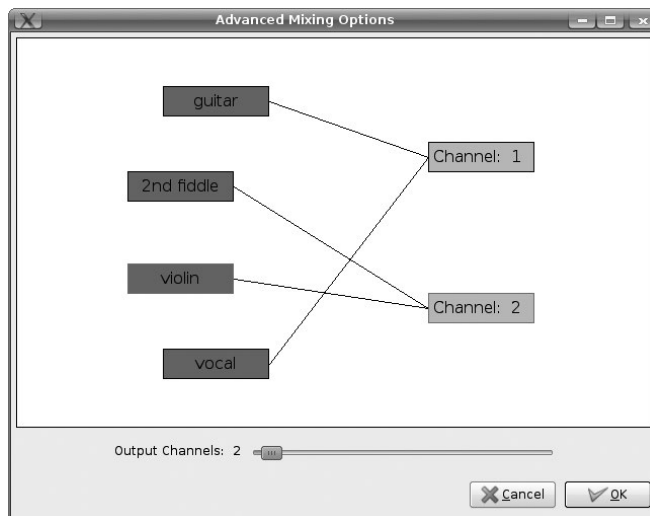 Advanced Mixing Options
guitar
Channel: 1
2nd fiddle
violin
Channel: 2
vocal
Output Channels: 2
Cancel
OK